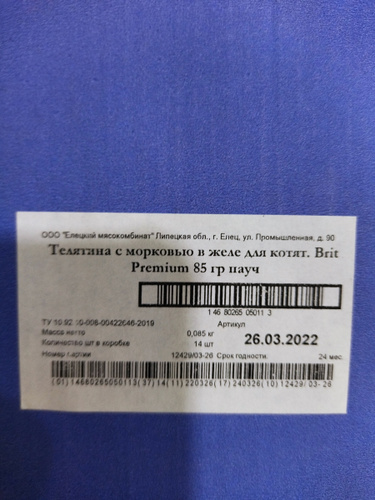 ООО "Елецкий мясокомбинат" Липецкая обл., г. Елец, ул. Промышленная, д. 90
Телятина с морковью в желе для котят. Brit
Premium 85 гр пауч
1 46 80265 05011 3
ТУ 10.92. -006-00422646-2019 Артикул
Масса нетто 0,085 кг 26.03.2022
Количество шт в коробке 14 шт
Номер партии 12429/03-26 Срок годности: 24 мес.
(01)14680265050113(37)14(11)220326(17)240326(10)12429/03-26